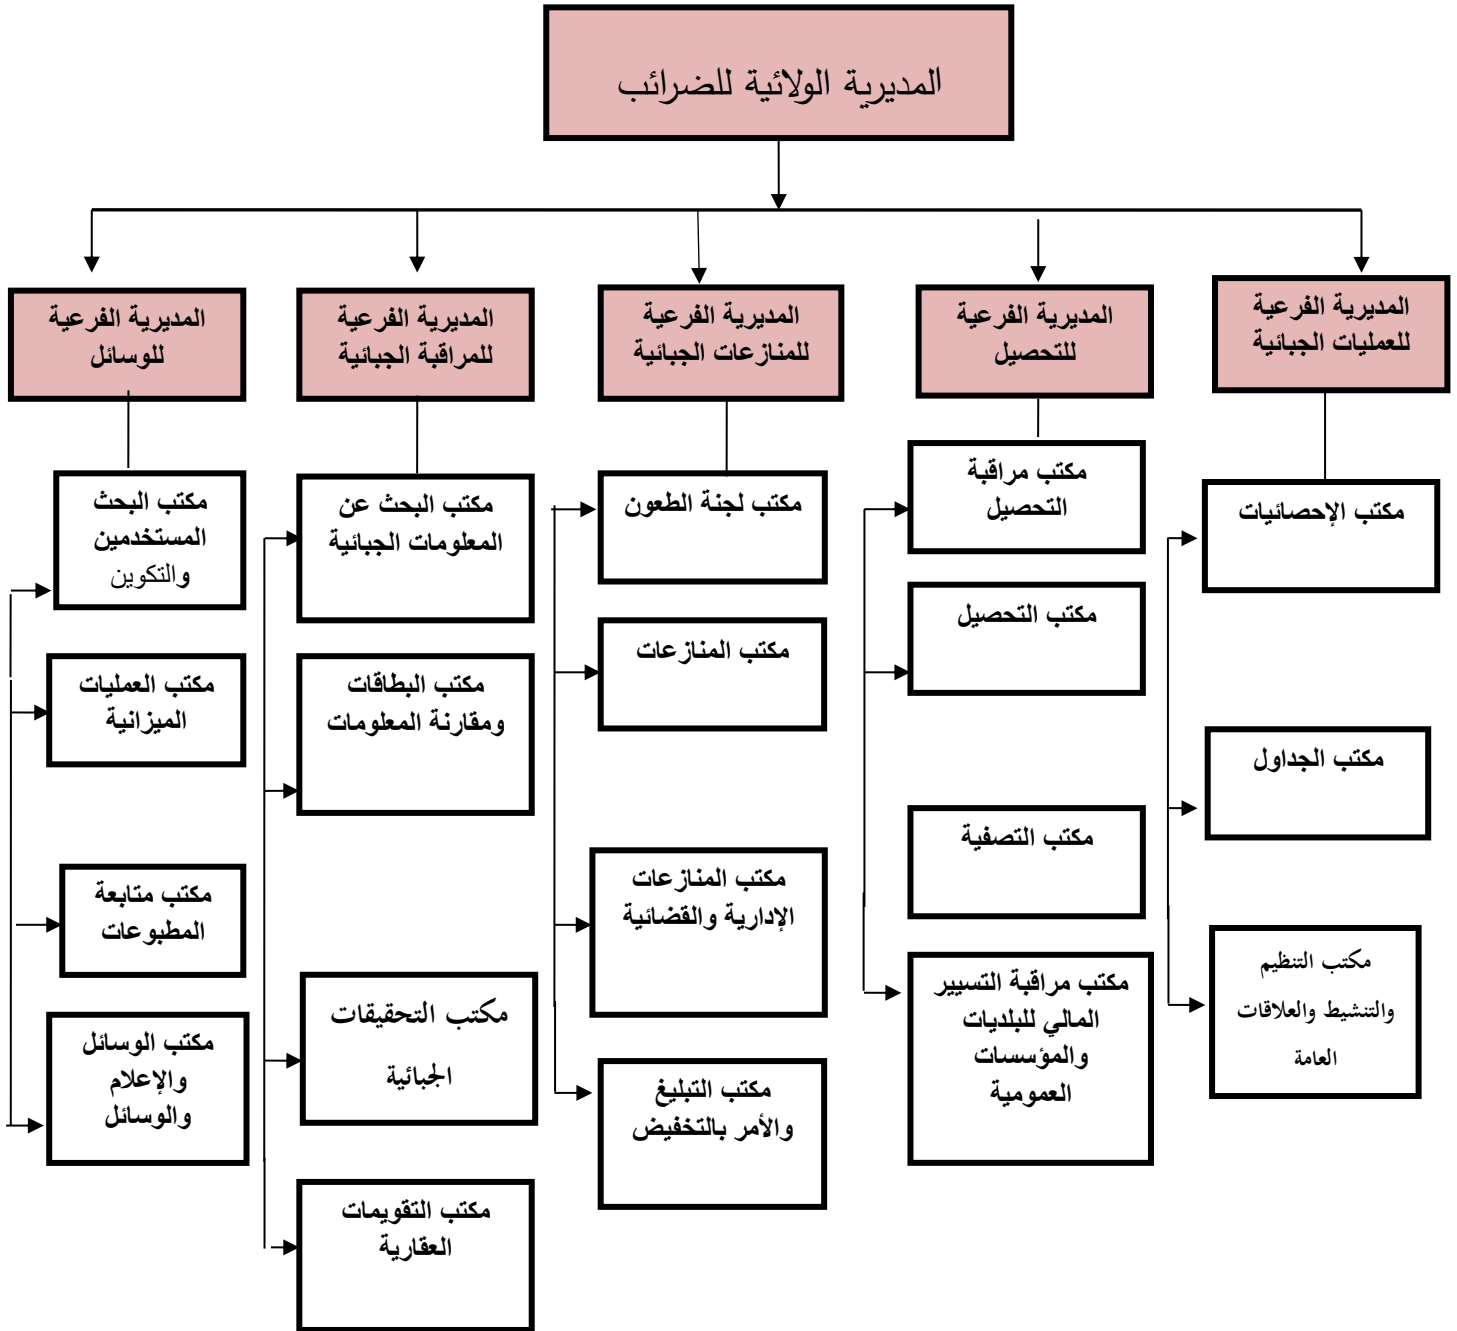 المديرية الولائية للضرائب
المديرية الفرعية
للعمليات الجبائية
المديرية الفرعية
للتحصيل
المديرية الفرعية
للمنازعات الجبائية
المديرية الفرعية
للمراقبة الجبائية
المديرية الفرعية
للوسائل
مكتب الإحصائيات
مكتب الجداول
مكتب التنظيم
والتنشيط والعلاقات
العامة
مكتب مراقبة
التحصيل
مكتب التحصيل
مكتب التصفية
مكتب مراقبة التسيير
المالي للبلديات
والمؤسسات
العمومية
مكتب لجنة الطعون
مكتب المنازعات
مكتب المنازعات
الإدارية والقضائية
مكتب التبليغ
والأمر بالتخفيض
مكتب البحث عن
المعلومات الجبائية
مكتب البطاقات
ومقارنة المعلومات
مكتب التحقيقات
الجبائية
مكتب التقويمات
العقارية
مكتب البحث
المستخدمين
والتكوين
مكتب العمليات
الميزانية
مكتب متابعة
المطبوعات
مكتب الوسائل
والإعلام
والوسائل